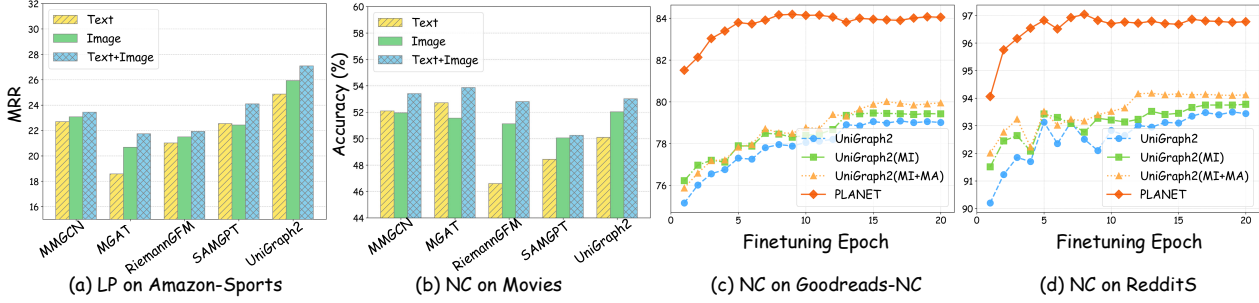 Text
Image
Text+Image
MRR
32
30
28
26
24
22
20
18
16
MMGCN
MGAT
RiemannGFM
SAMGPT
UniGraph2
(a) LP on Amazon-Sports
Text
Image
Text+Image
Accuracy (%)
60
58
56
54
52
50
48
46
44
MMGCN
MGAT
RiemannGFM
SAMGPT
UniGraph2
(b) NC on Movies
84
82
80
78
76
UniGraph2
UniGraph2(MI)
UniGraph2(MI+MA)
PLANET
0 5 10 15 20
Finetuning Epoch
(c) NC on Goodreads-NC
97
96
95
94
93
92
91
90
UniGraph2
UniGraph2(MI)
UniGraph2(MI+MA)
PLANET
0 5 10 15 20
Finetuning Epoch
(d) NC on RedditS